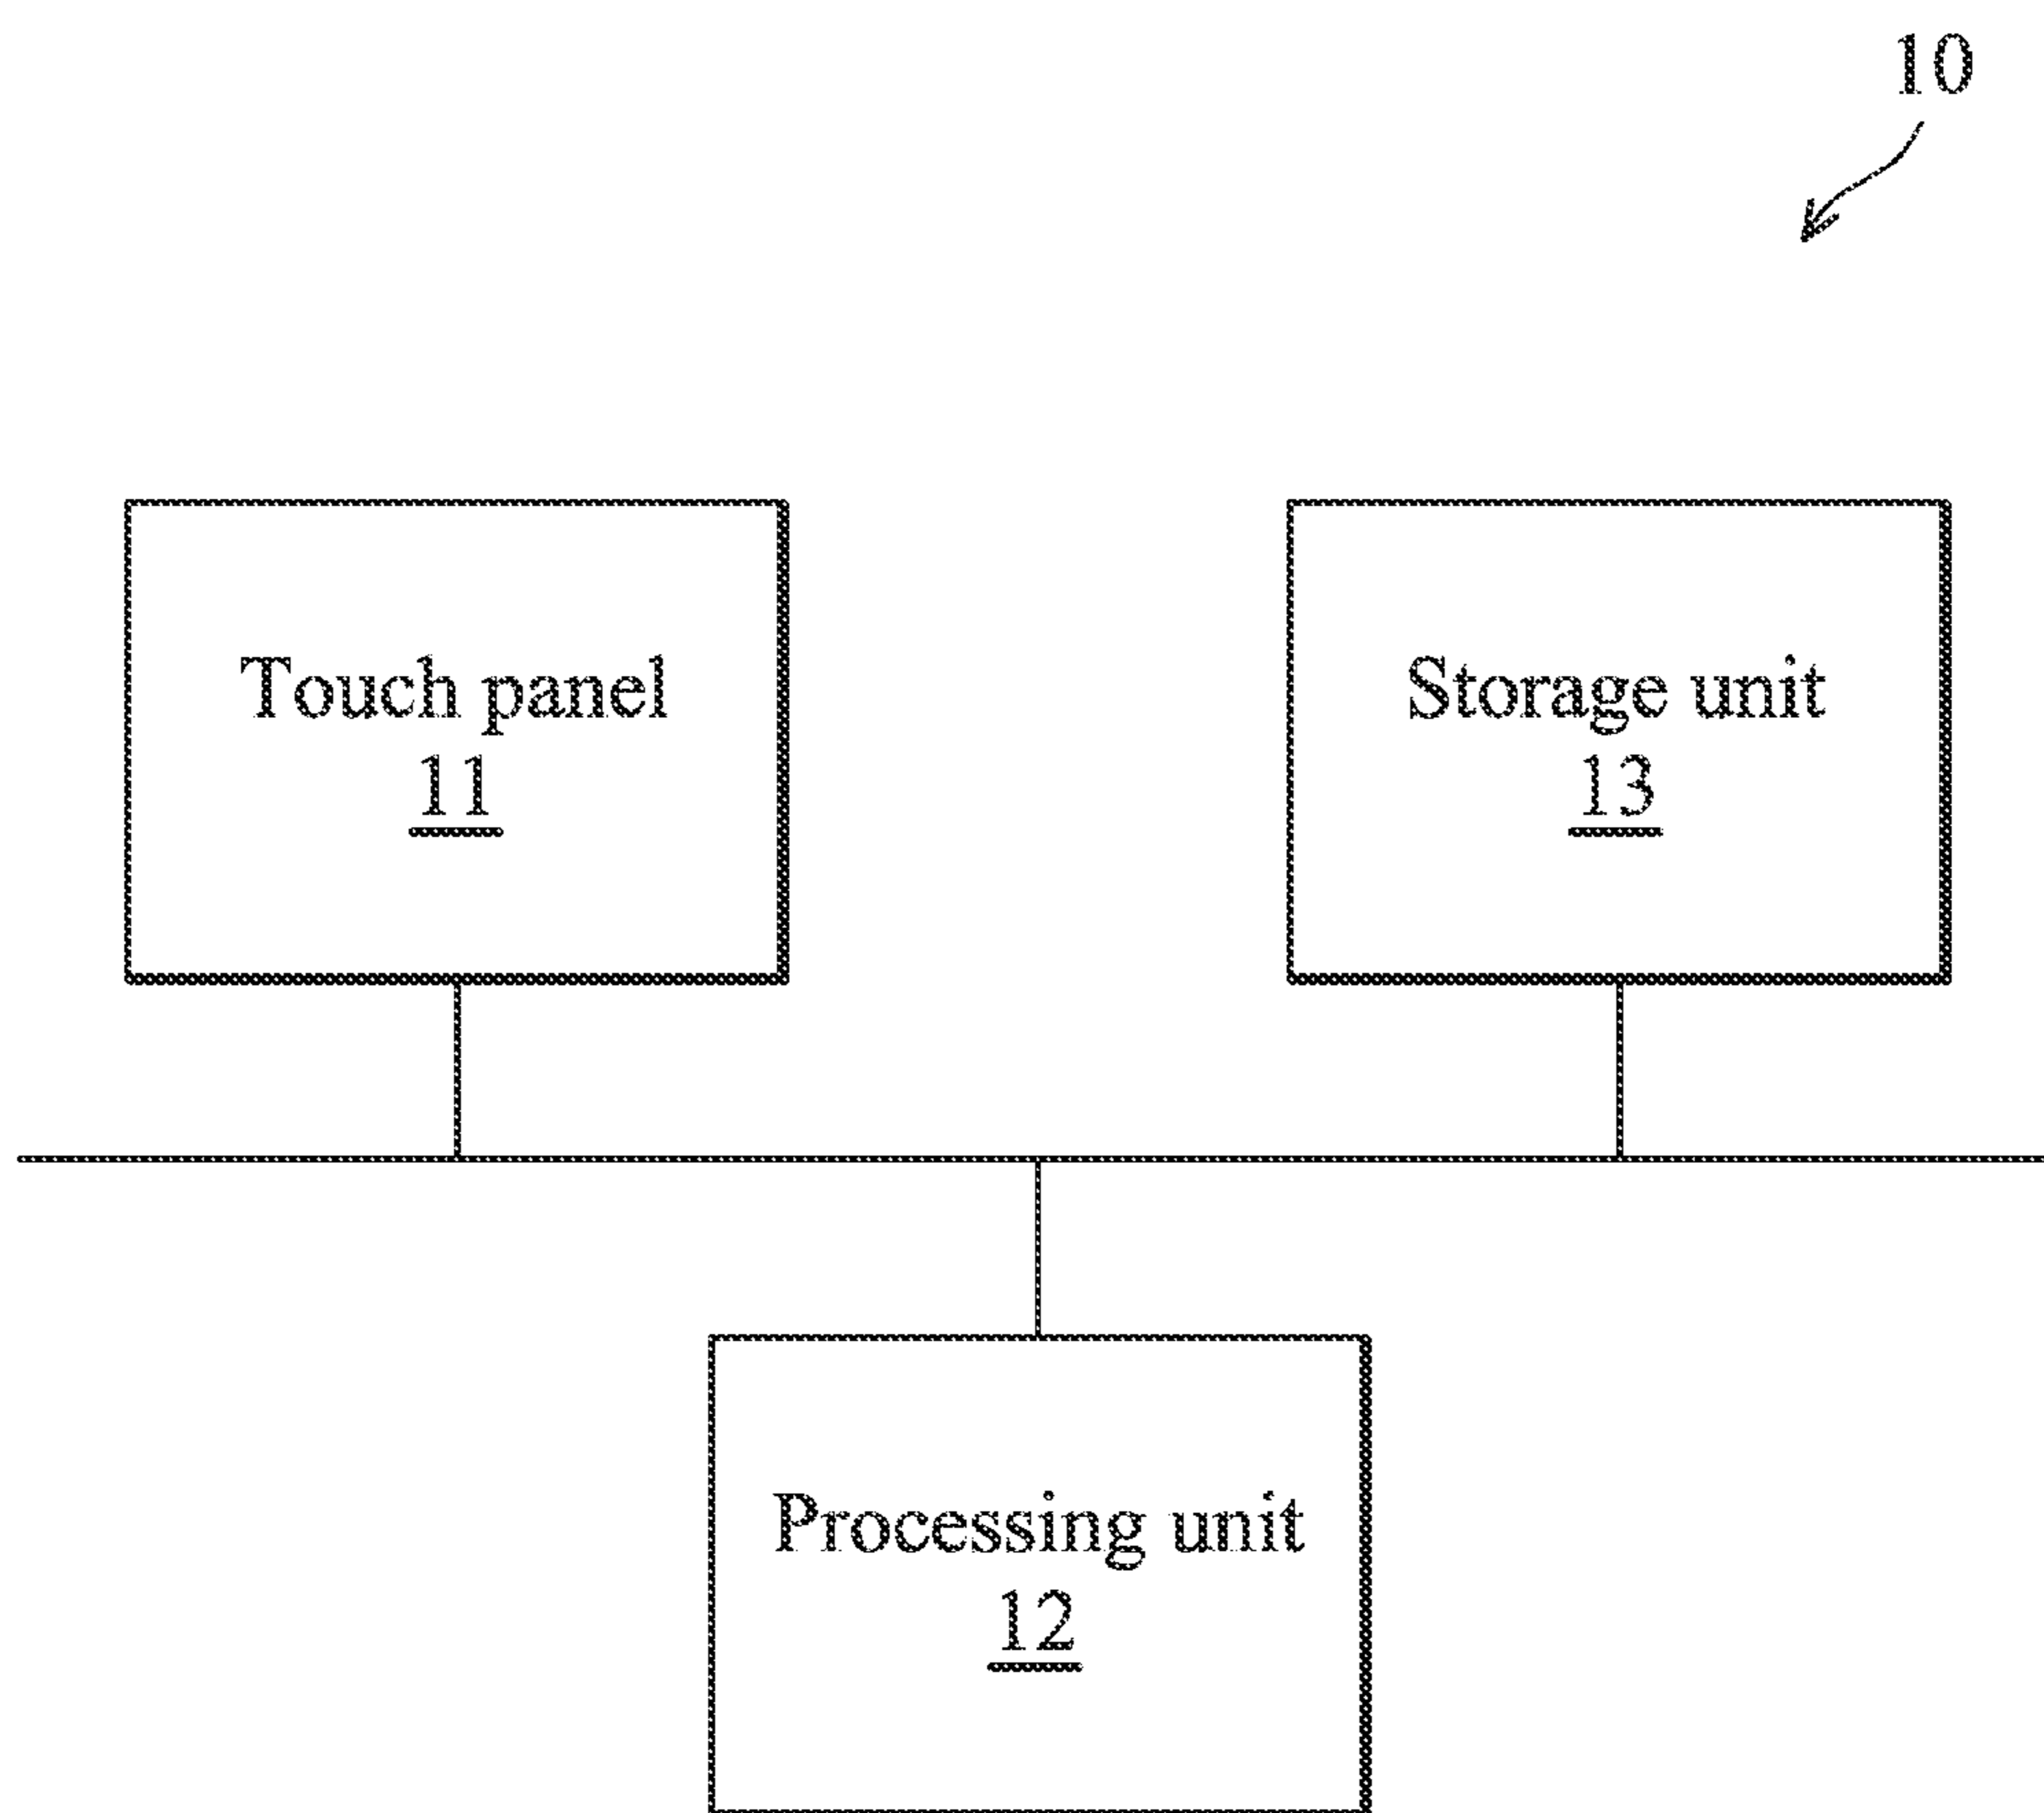 10
Touch panel
11
Storage unit
13
Processing unit
12